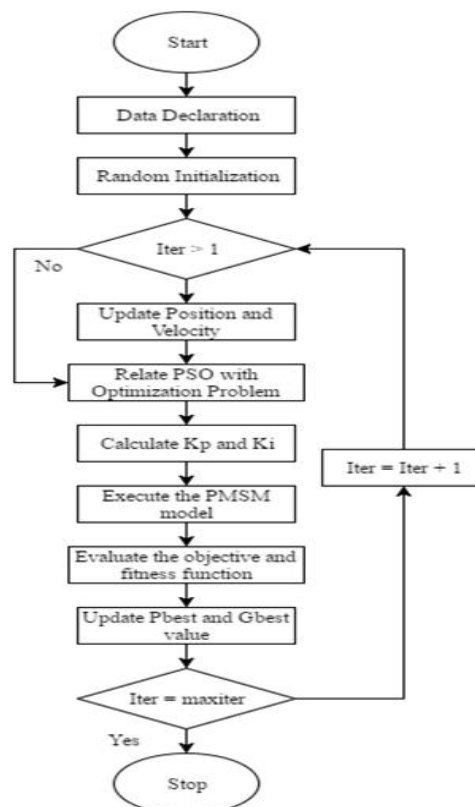 Start
Data Declaration
Random Initialization
Iter > 1
No
Update Position and
Velocity
Relate PSO with
Optimization Problem
Calculate Kp and Ki
Iter = Iter + 1
Execute the PMSM
model
Evaluate the objective and
fitness function
Update Pbest and Gbest
value
Iter = maxiter
Yes
Stop